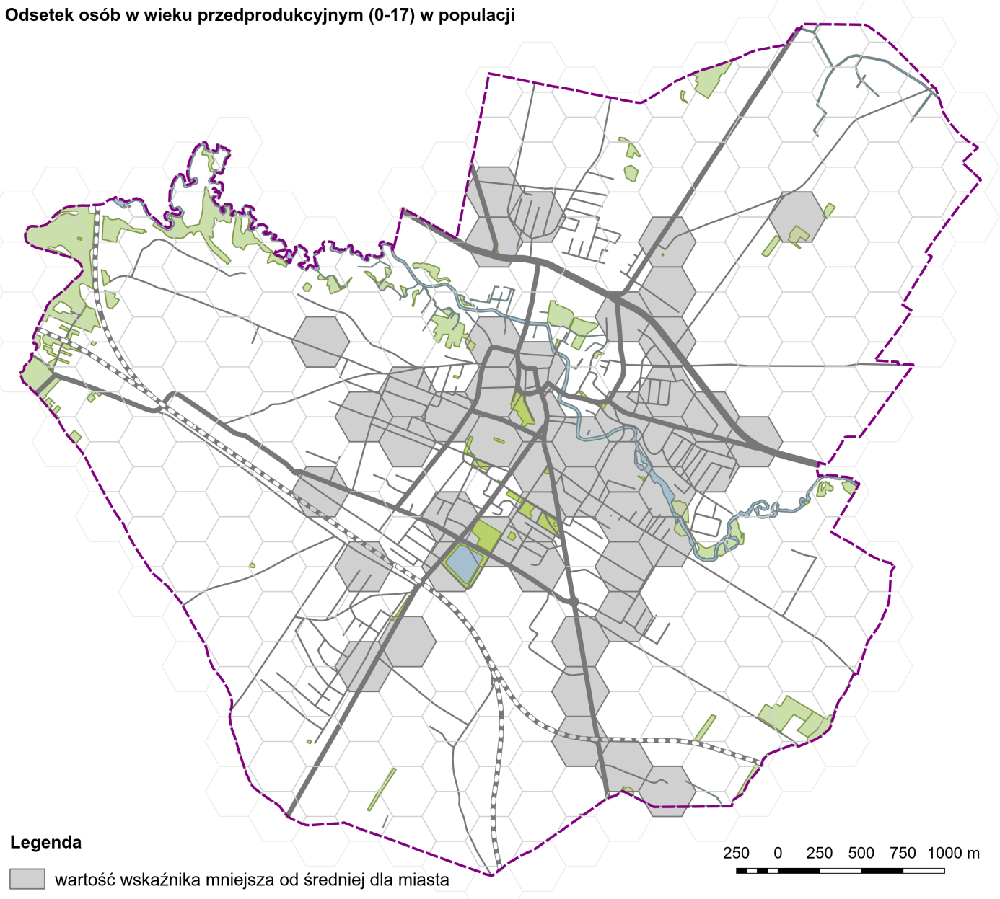 Odsetek osób w wieku przedprodukcyjnym (0-17) w populacji
Legenda
wartość wskaźnika mniejsza od średniej dla miasta
250 0 250 500 750 1000 m